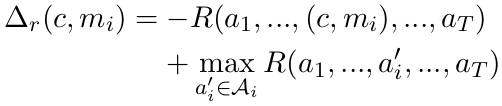 Δ_r(c, m_i) = −R(a_1, ..., (c, m_i), ..., a_T)
+ max_{a'_i ∈ 𝒜_i} R(a_1, ..., a'_i, ..., a_T)